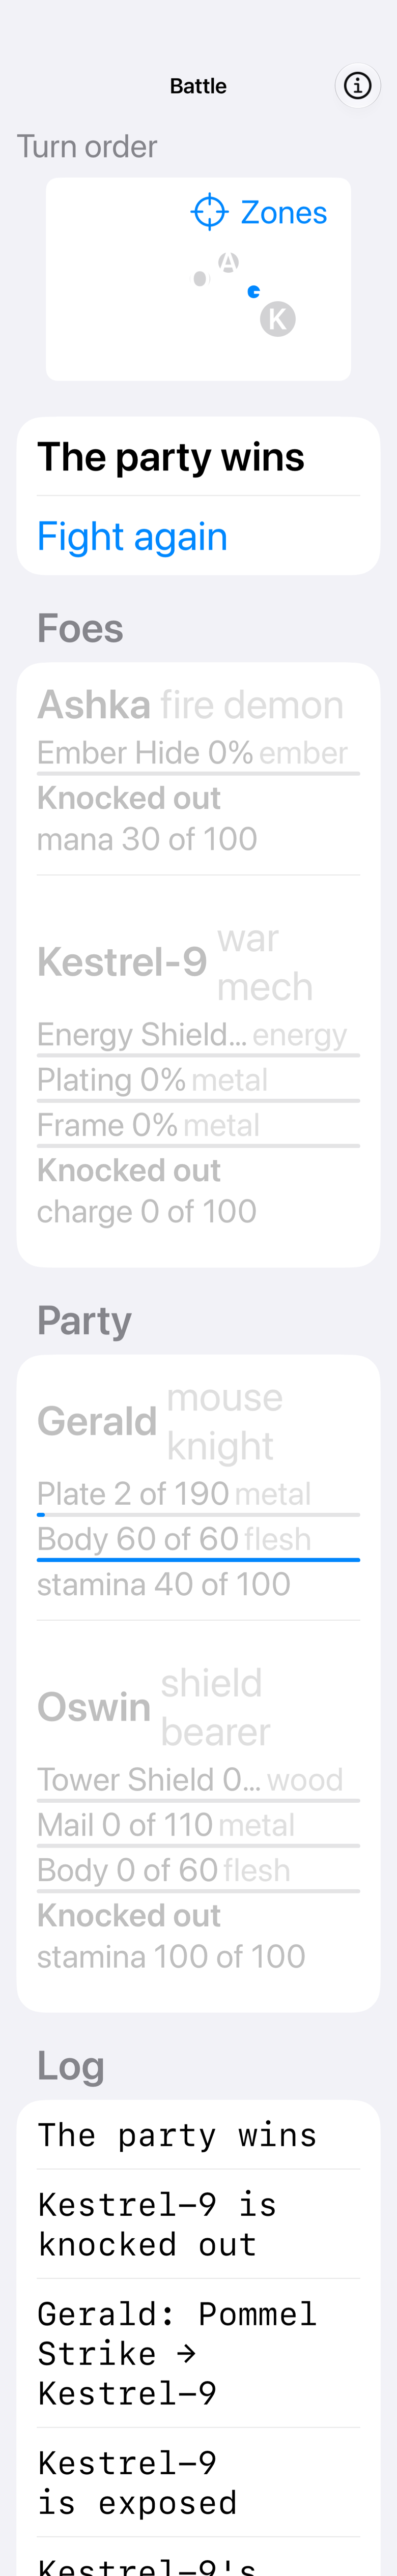 Battle
Turn order
Zones
A
K
The party wins
Fight again
Foes
Ashka fire demon
Ember Hide 0% ember
Knocked out
mana 30 of 100
Kestrel-9 war
mech
Energy Shield... energy
Plating 0% metal
Frame 0% metal
Knocked out
charge 0 of 100
Party
Gerald mouse
knight
Plate 2 of 190 metal
Body 60 of 60 flesh
stamina 40 of 100
Oswin shield
bearer
Tower Shield 0... wood
Mail 0 of 110 metal
Body 0 of 60 flesh
Knocked out
stamina 100 of 100
Log
The party wins
Kestrel-9 is
knocked out
Gerald: Pommel
Strike →
Kestrel-9
Kestrel-9
is exposed
Kestrel-9's